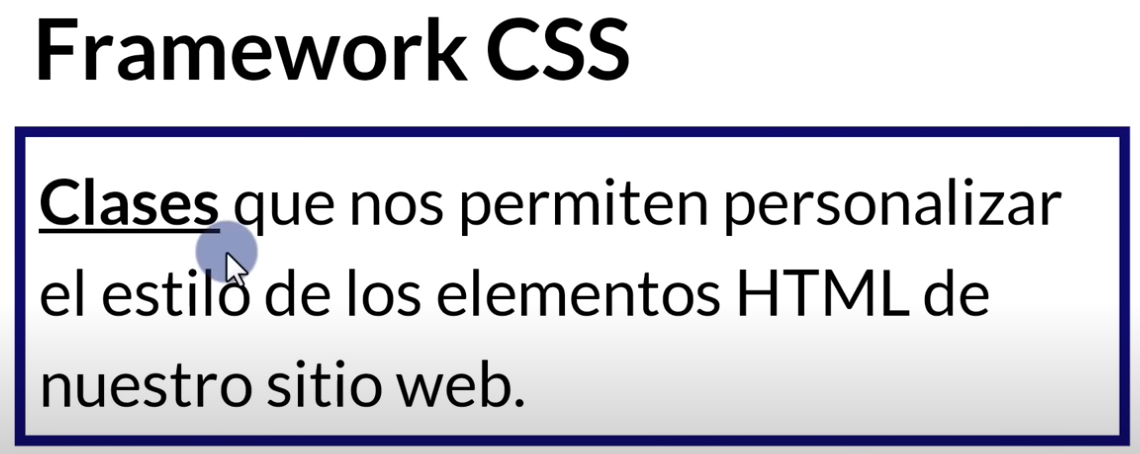 Framework CSS
Clases que nos permiten personalizar
el estilo de los elementos HTML de
nuestro sitio web.